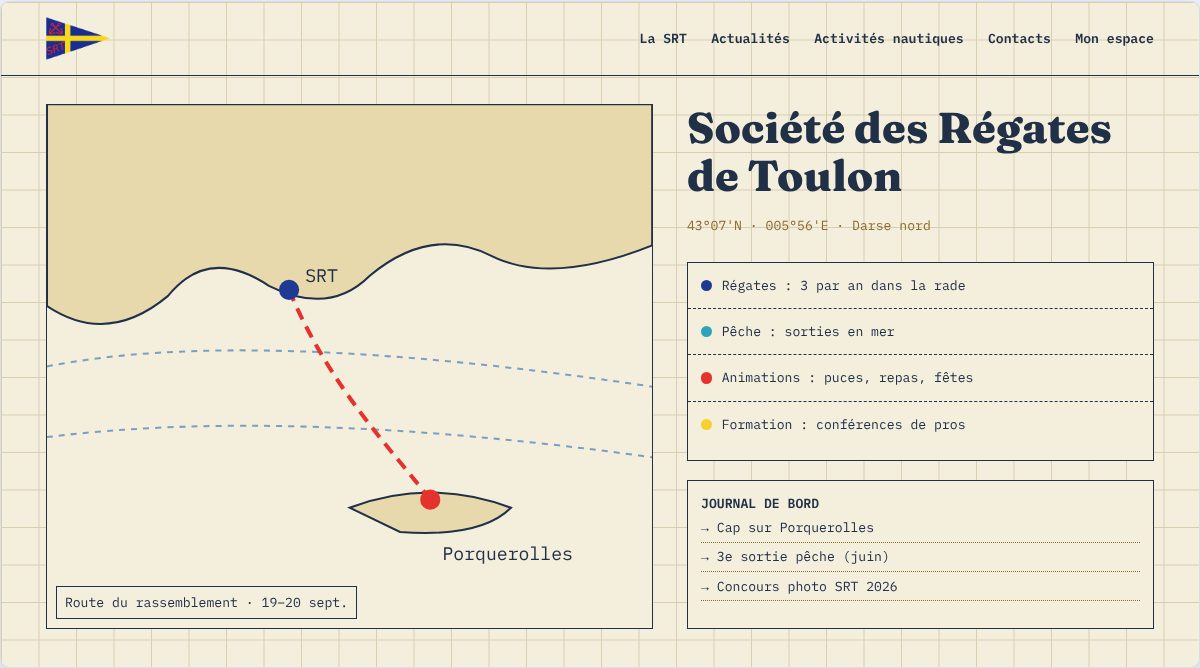 SRT
La SRT Actualités Activités nautiques Contacts Mon espace
SRT
Porquerolles
Route du rassemblement · 19–20 sept.
Société des Régates
de Toulon
43°07'N · 005°56'E · Darse nord
Régates : 3 par an dans la rade
Pêche : sorties en mer
Animations : puces, repas, fêtes
Formation : conférences de pros
JOURNAL DE BORD
→ Cap sur Porquerolles
→ 3e sortie pêche (juin)
→ Concours photo SRT 2026